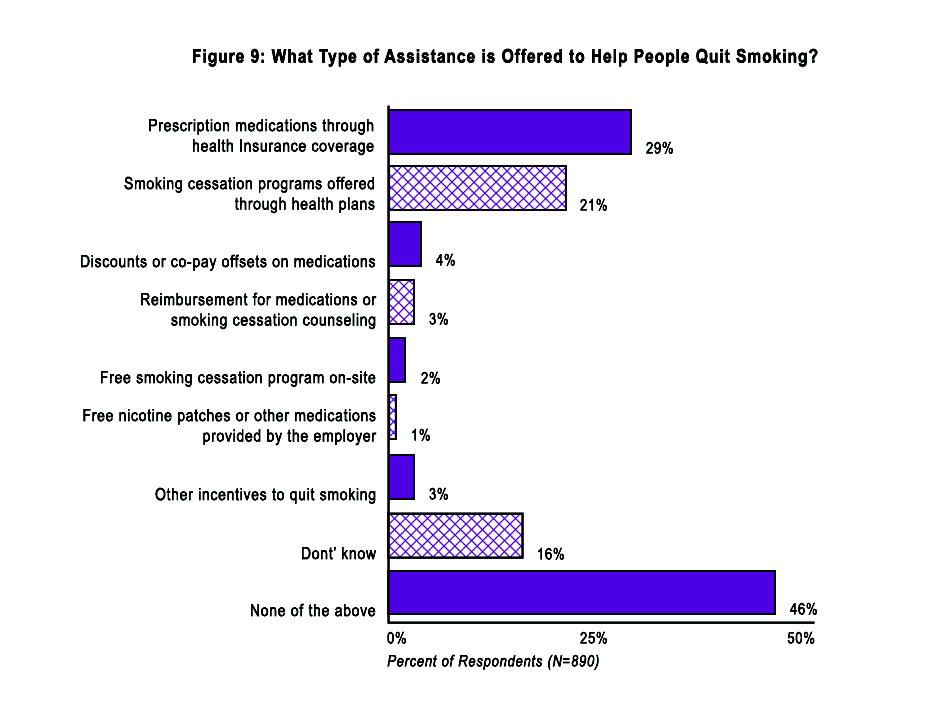 Figure 9: What Type of Assistance is Offered to Help People Quit Smoking?
Prescription medications through
health Insurance coverage
29%
Smoking cessation programs offered
through health plans
21%
Discounts or co-pay offsets on medications
4%
Reimbursement for medications or
smoking cessation counseling
3%
Free smoking cessation program on-site
2%
Free nicotine patches or other medications
provided by the employer
1%
Other incentives to quit smoking
3%
Dont' know
16%
None of the above
46%
0% 25% 50%
Percent of Respondents (N=890)